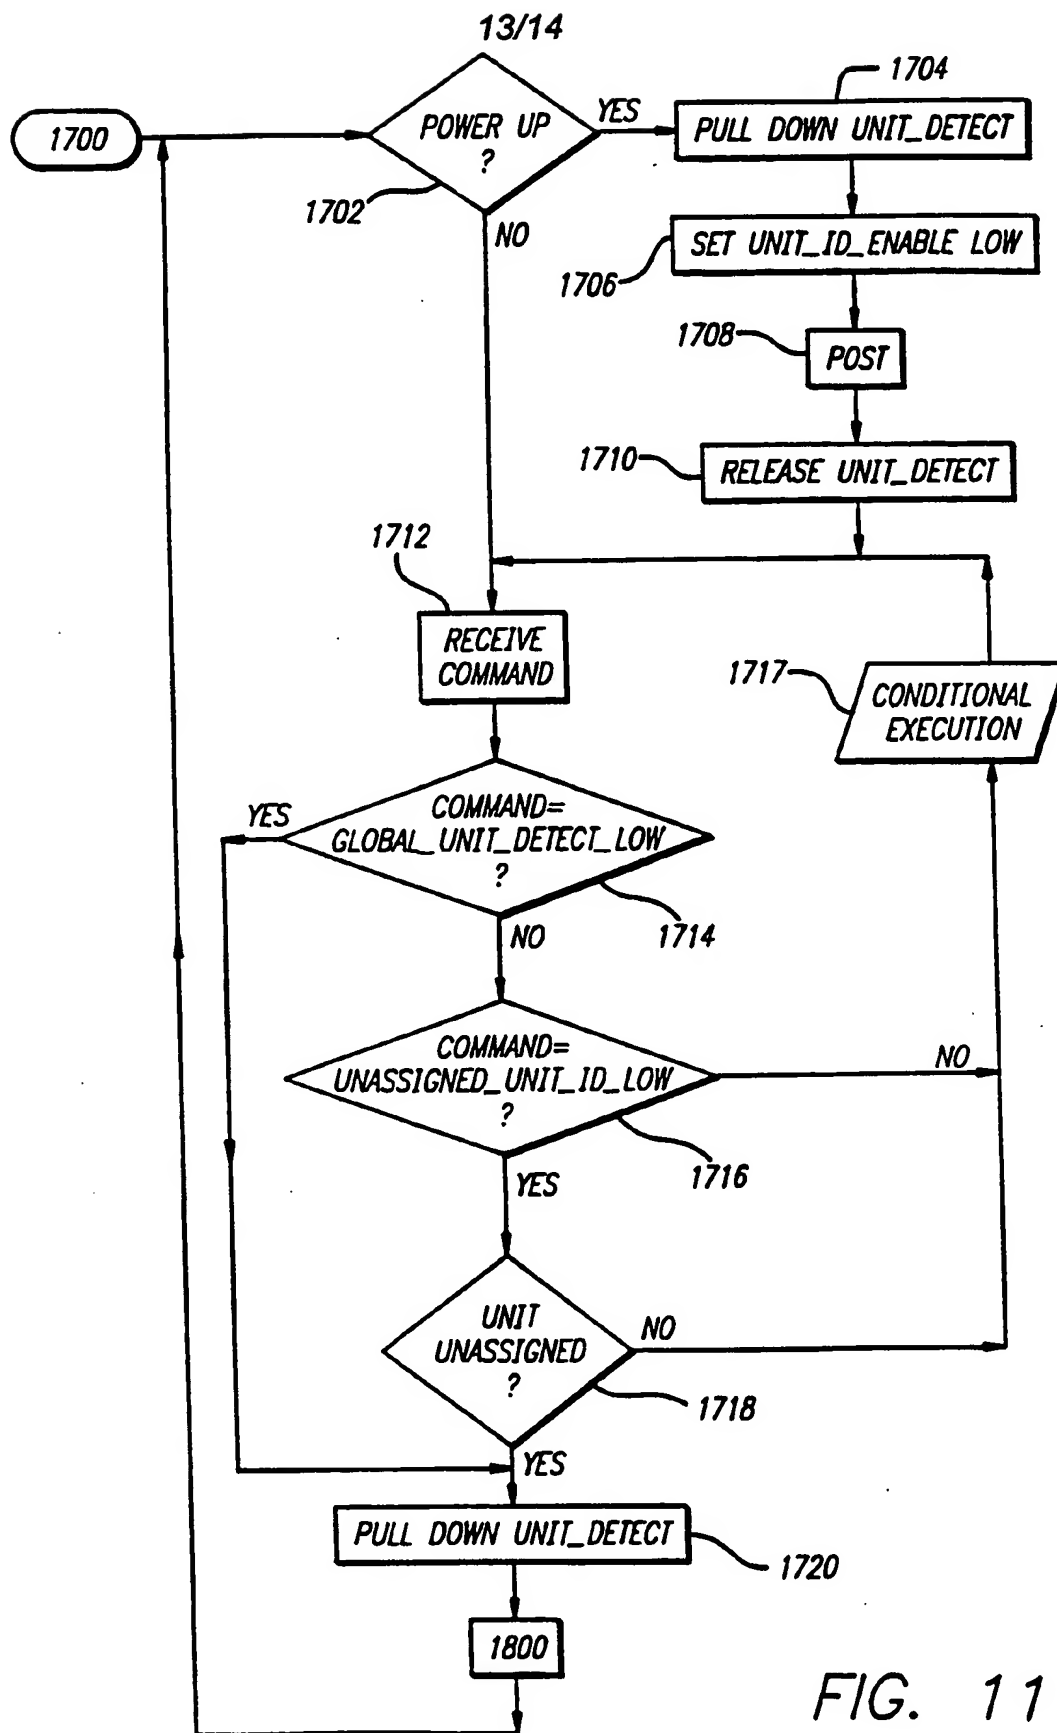 13/14
1700
POWER UP
?
1702
YES
NO
1704
PULL DOWN UNIT_DETECT
SET UNIT_ID_ENABLE LOW
1706
1708
POST
1710
RELEASE UNIT_DETECT
1712
RECEIVE
COMMAND
1717
CONDITIONAL
EXECUTION
YES
COMMAND=
GLOBAL_UNIT_DETECT_LOW
?
1714
NO
COMMAND=
UNASSIGNED_UNIT_ID_LOW
?
NO
1716
YES
UNIT
UNASSIGNED
?
NO
1718
YES
PULL DOWN UNIT_DETECT
1720
1800
FIG. 11